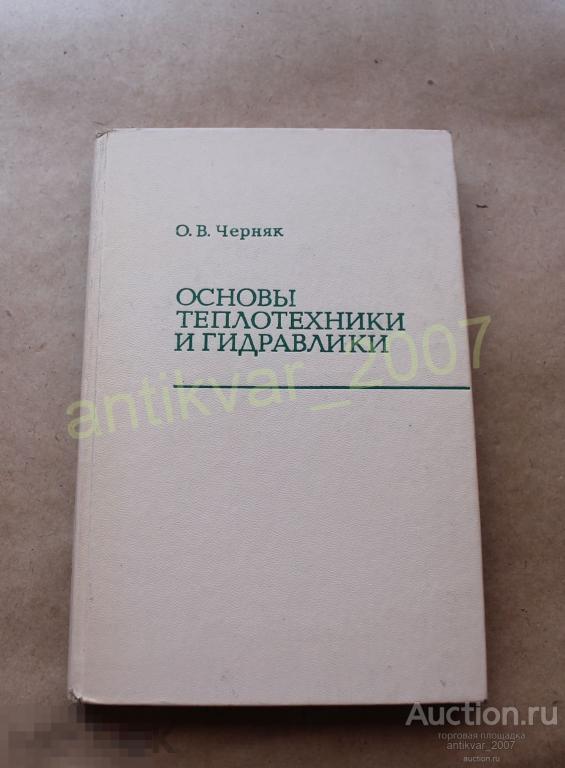 О. В. Черняк
ОСНОВЫ
ТЕПЛОТЕХНИКИ
И ГИДРАВЛИКИ
antikvar_2007
Auction.ru
торговая площадка
antikvar_2007
auction.ru